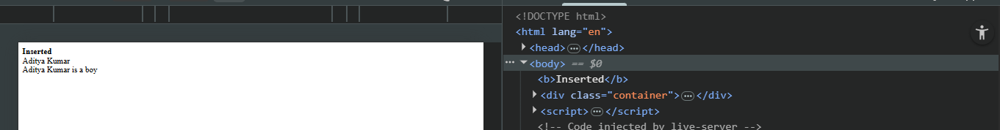 Inserted
Aditya Kumar
Aditya Kumar is a boy
<!DOCTYPE html>
<html lang="en">
<head>…</head>
… <body> == $0
<b>Inserted</b>
<div class="container">…</div>
<script>…</script>
<!-- Code injected by live-server -->